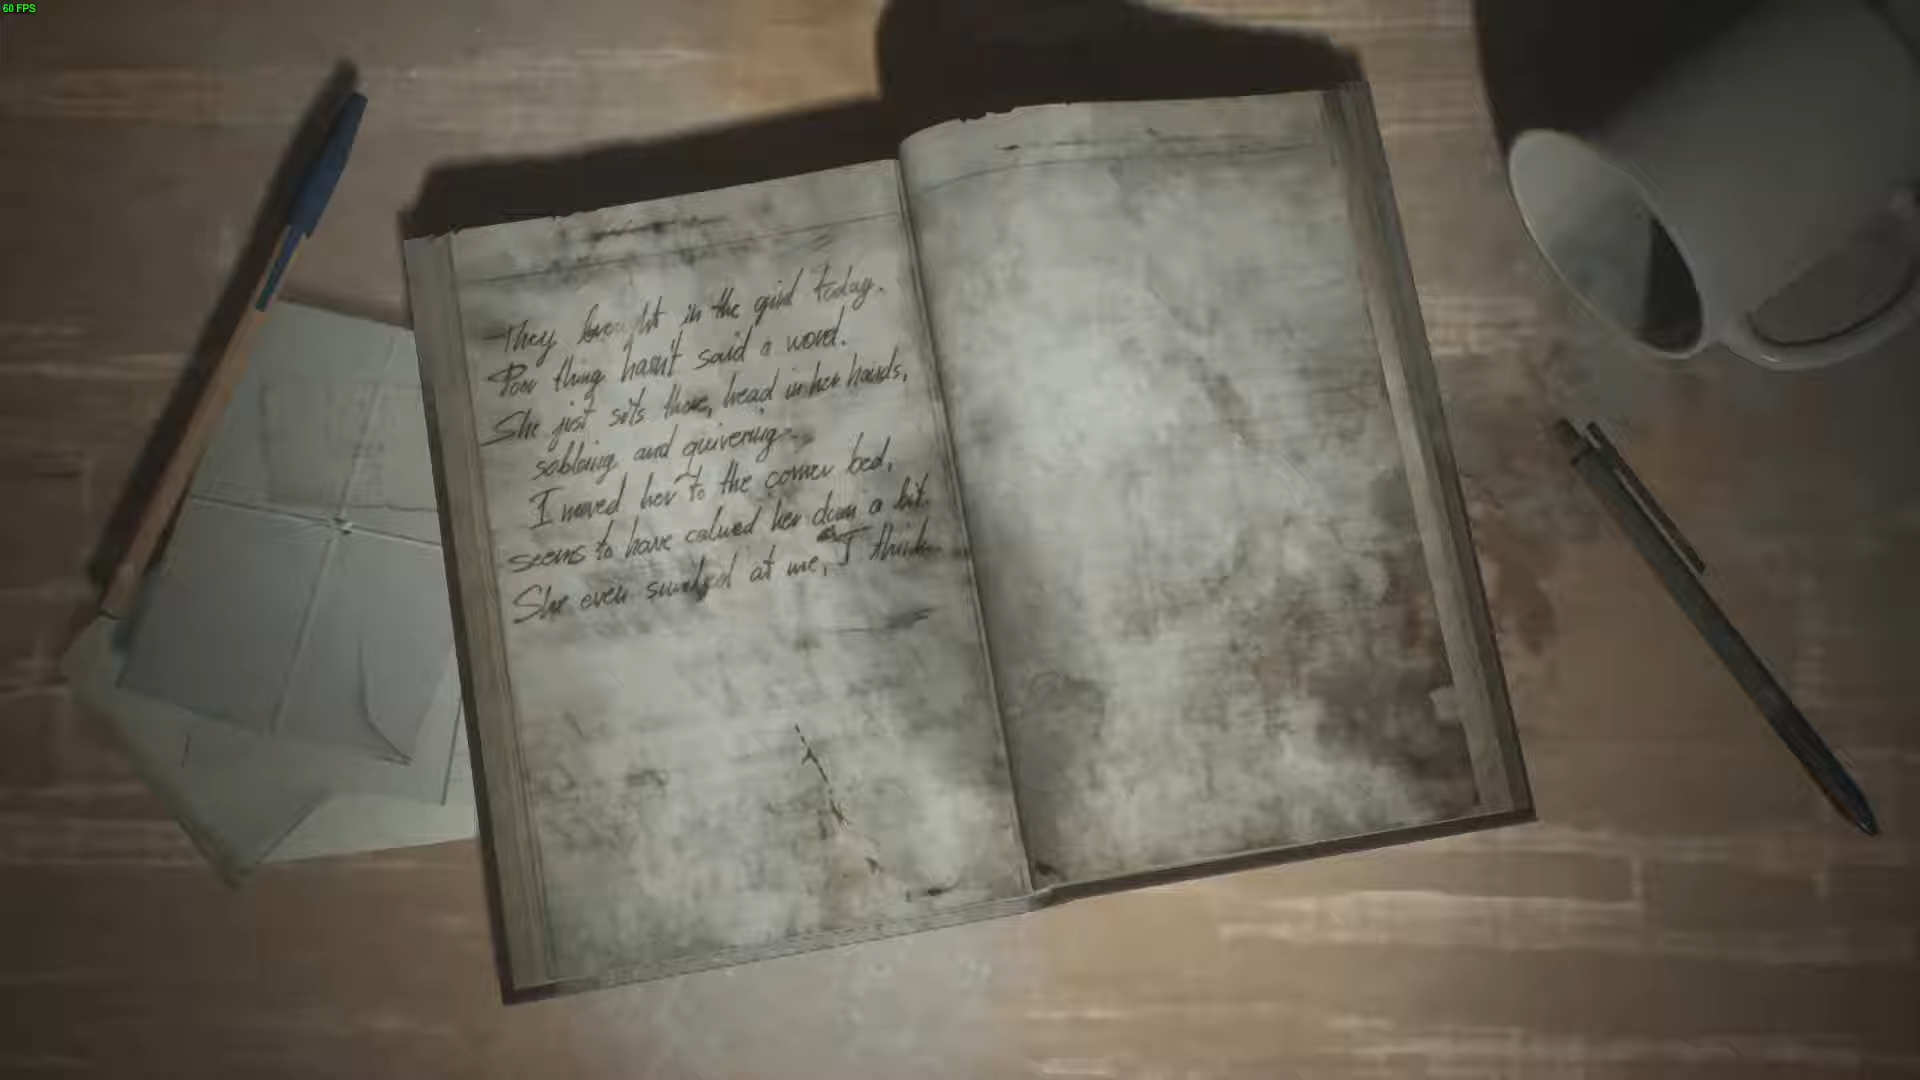 60 FPS
They brought in the girl today.
Poor thing hasn't said a word.
She just sits there, head in her hands,
sobbing and quivering.
I moved her to the corner bed,
seems to have calmed her down a bit.
She even smiled at me, I think.